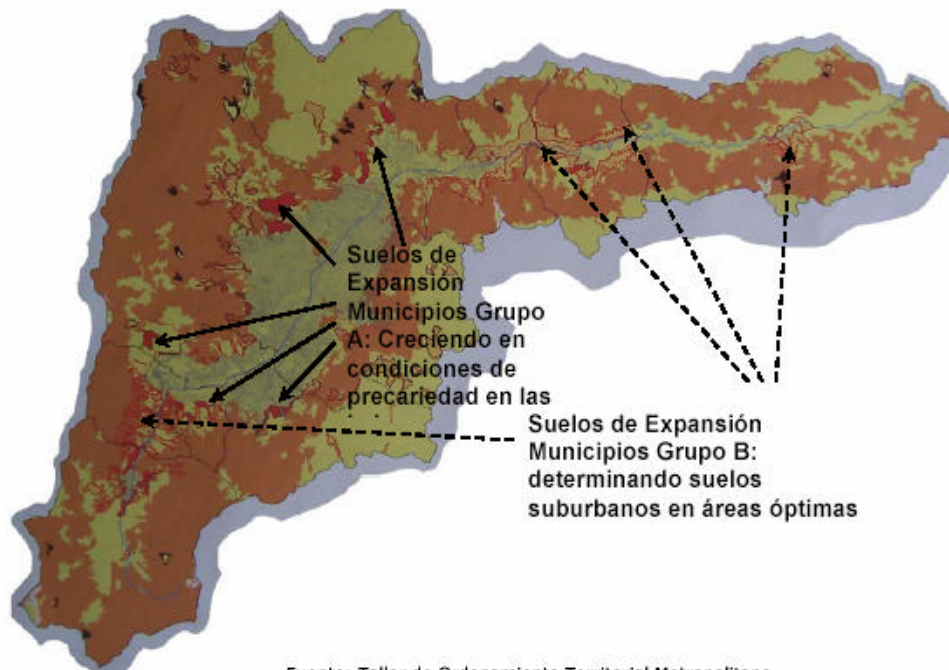 Suelos de
Expansión
Municipios Grupo
A: Creciendo en
condiciones de
precariedad en las
Suelos de Expansión
Municipios Grupo B:
determinando suelos
suburbanos en áreas óptimas
Fuente: Taller de Ordenamiento Territorial Metropolitano